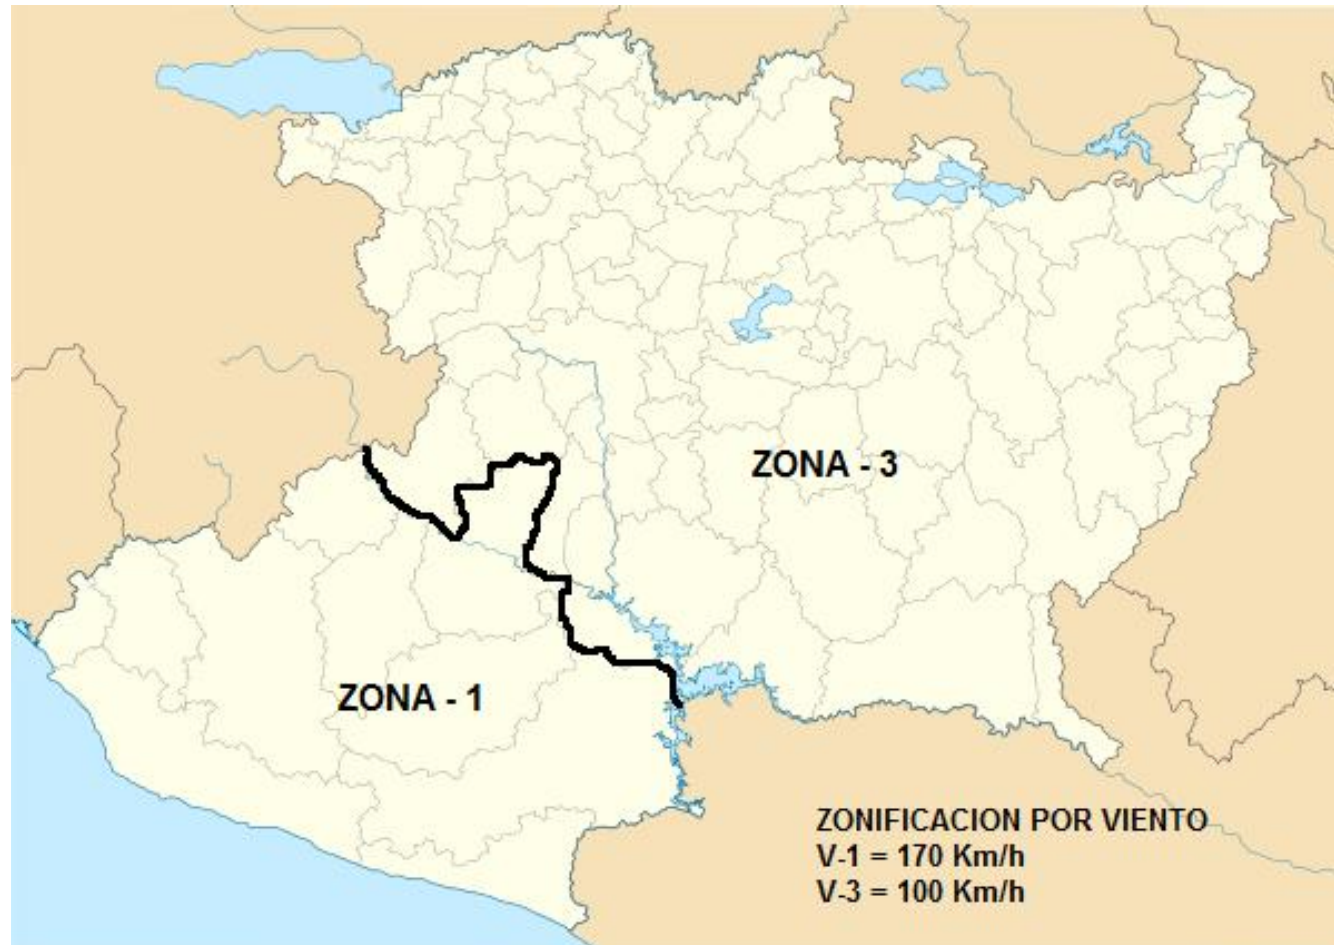 ZONA - 3
ZONA - 1
ZONIFICACION POR VIENTO
V-1 = 170 Km/h
V-3 = 100 Km/h